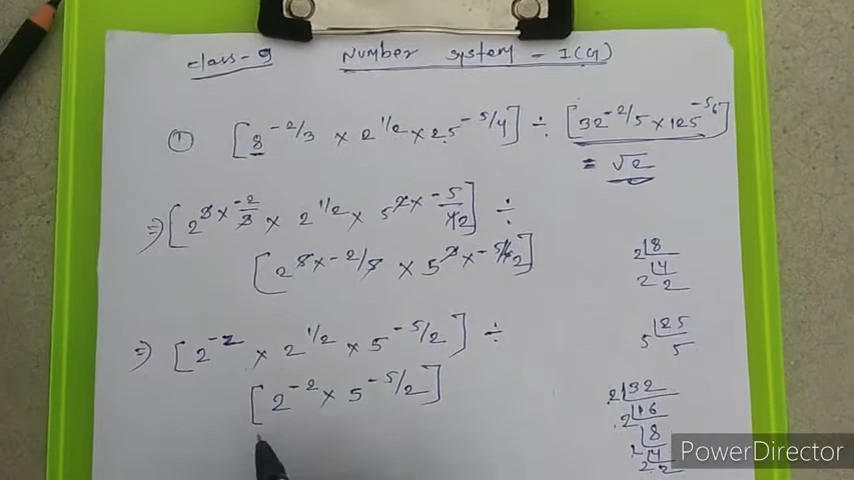 class-9 Number system - I(G)
① [8^-2/3 × 2^1/2 × 25^-5/4] ÷ [32^-2/5 × 125^-5/6]
= √2
⇒ [2^3×-2/3 × 2^1/2 × 5^2×-5/4 2] ÷
[2^5×-2/5 × 5^3×-5/6 2]
2|8
2|4
2
⇒ [2^-2 × 2^1/2 × 5^-5/2] ÷
[2^-2 × 5^-5/2]
5|25
5
2|32
2|16
2|8
2|4
2
PowerDirector